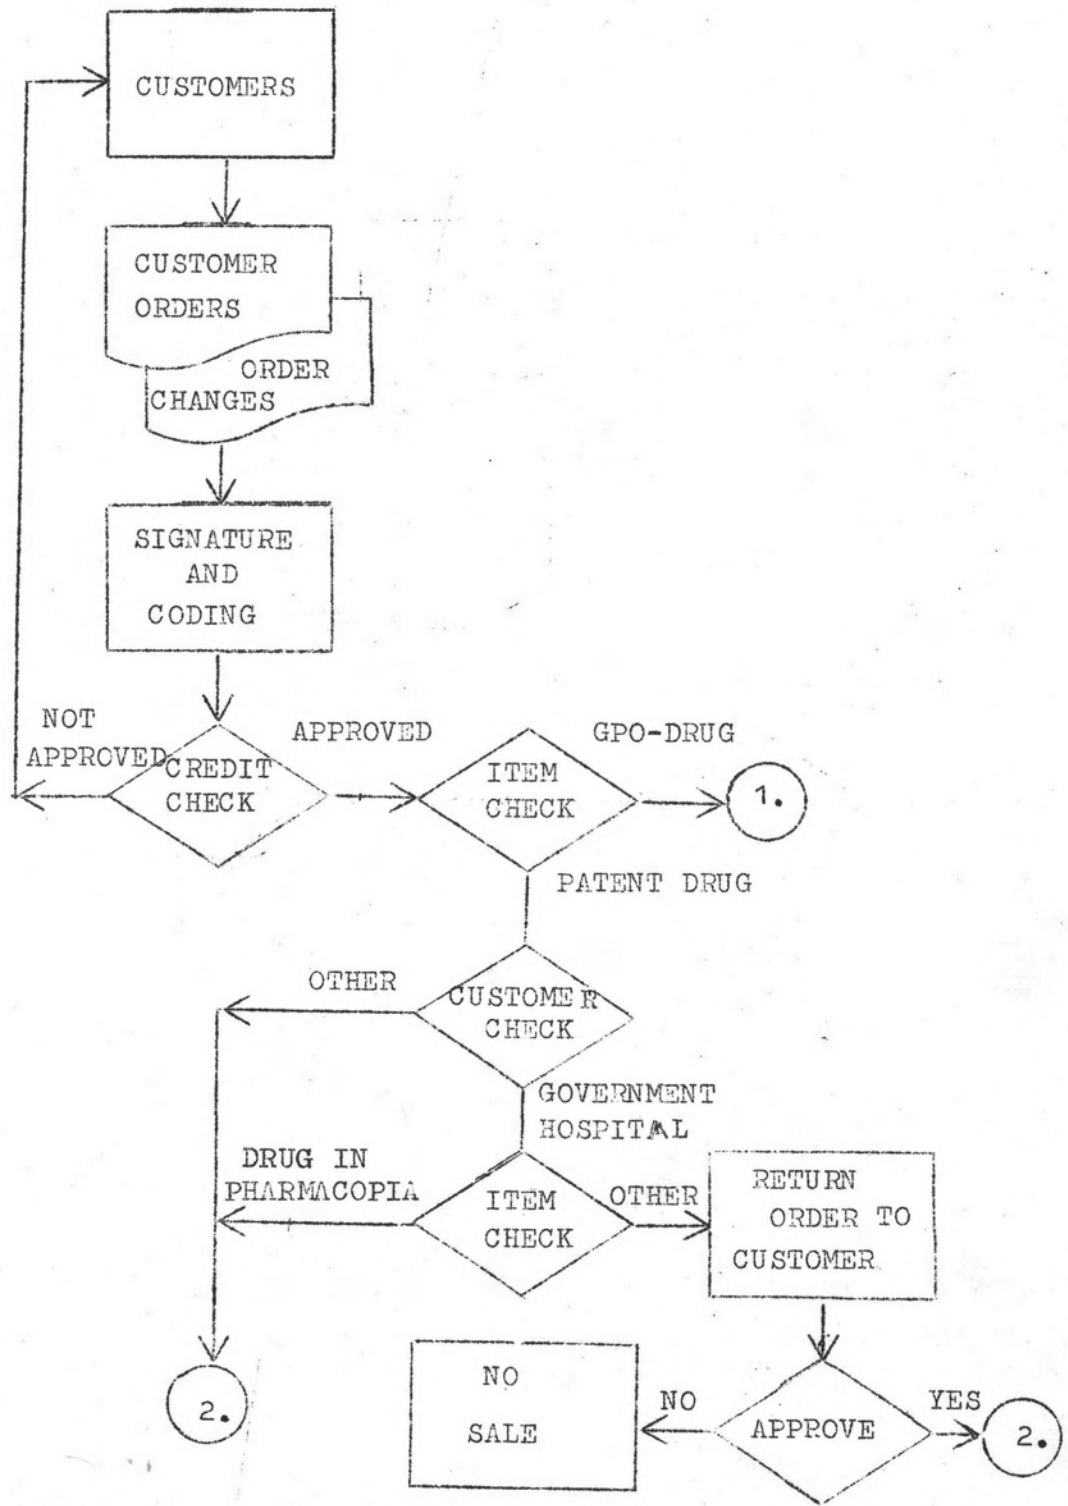 CUSTOMERS
CUSTOMER
ORDERS
ORDER
CHANGES
SIGNATURE
AND
CODING
NOT
APPROVED
CREDIT
CHECK
APPROVED
ITEM
CHECK
GPO-DRUG
1.
PATENT DRUG
OTHER
CUSTOMER
CHECK
GOVERNMENT
HOSPITAL
DRUG IN
PHARMACOPIA
ITEM
CHECK
OTHER
RETURN
ORDER TO
CUSTOMER
2.
NO
SALE
NO
APPROVE
YES
2.